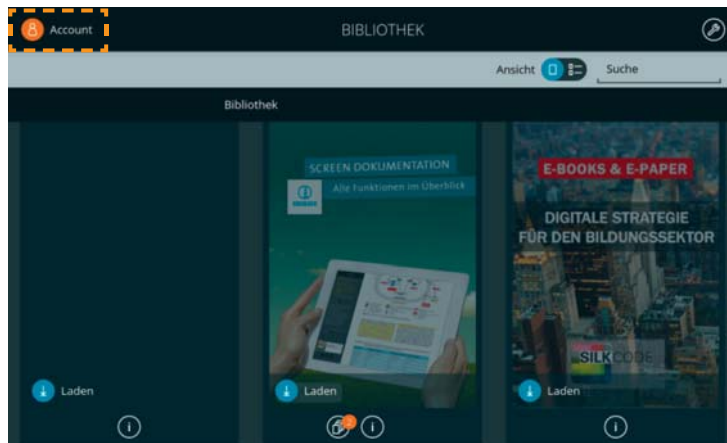 Account
BIBLIOTHEK
Ansicht
Suche
Bibliothek
SCREEN DOKUMENTATION
Alle Funktionen im Überblick
E-BOOKS & E-PAPER
DIGITALE STRATEGIE
FÜR DEN BILDUNGSSEKTOR
SILKCODE
Laden
Laden
Laden
2